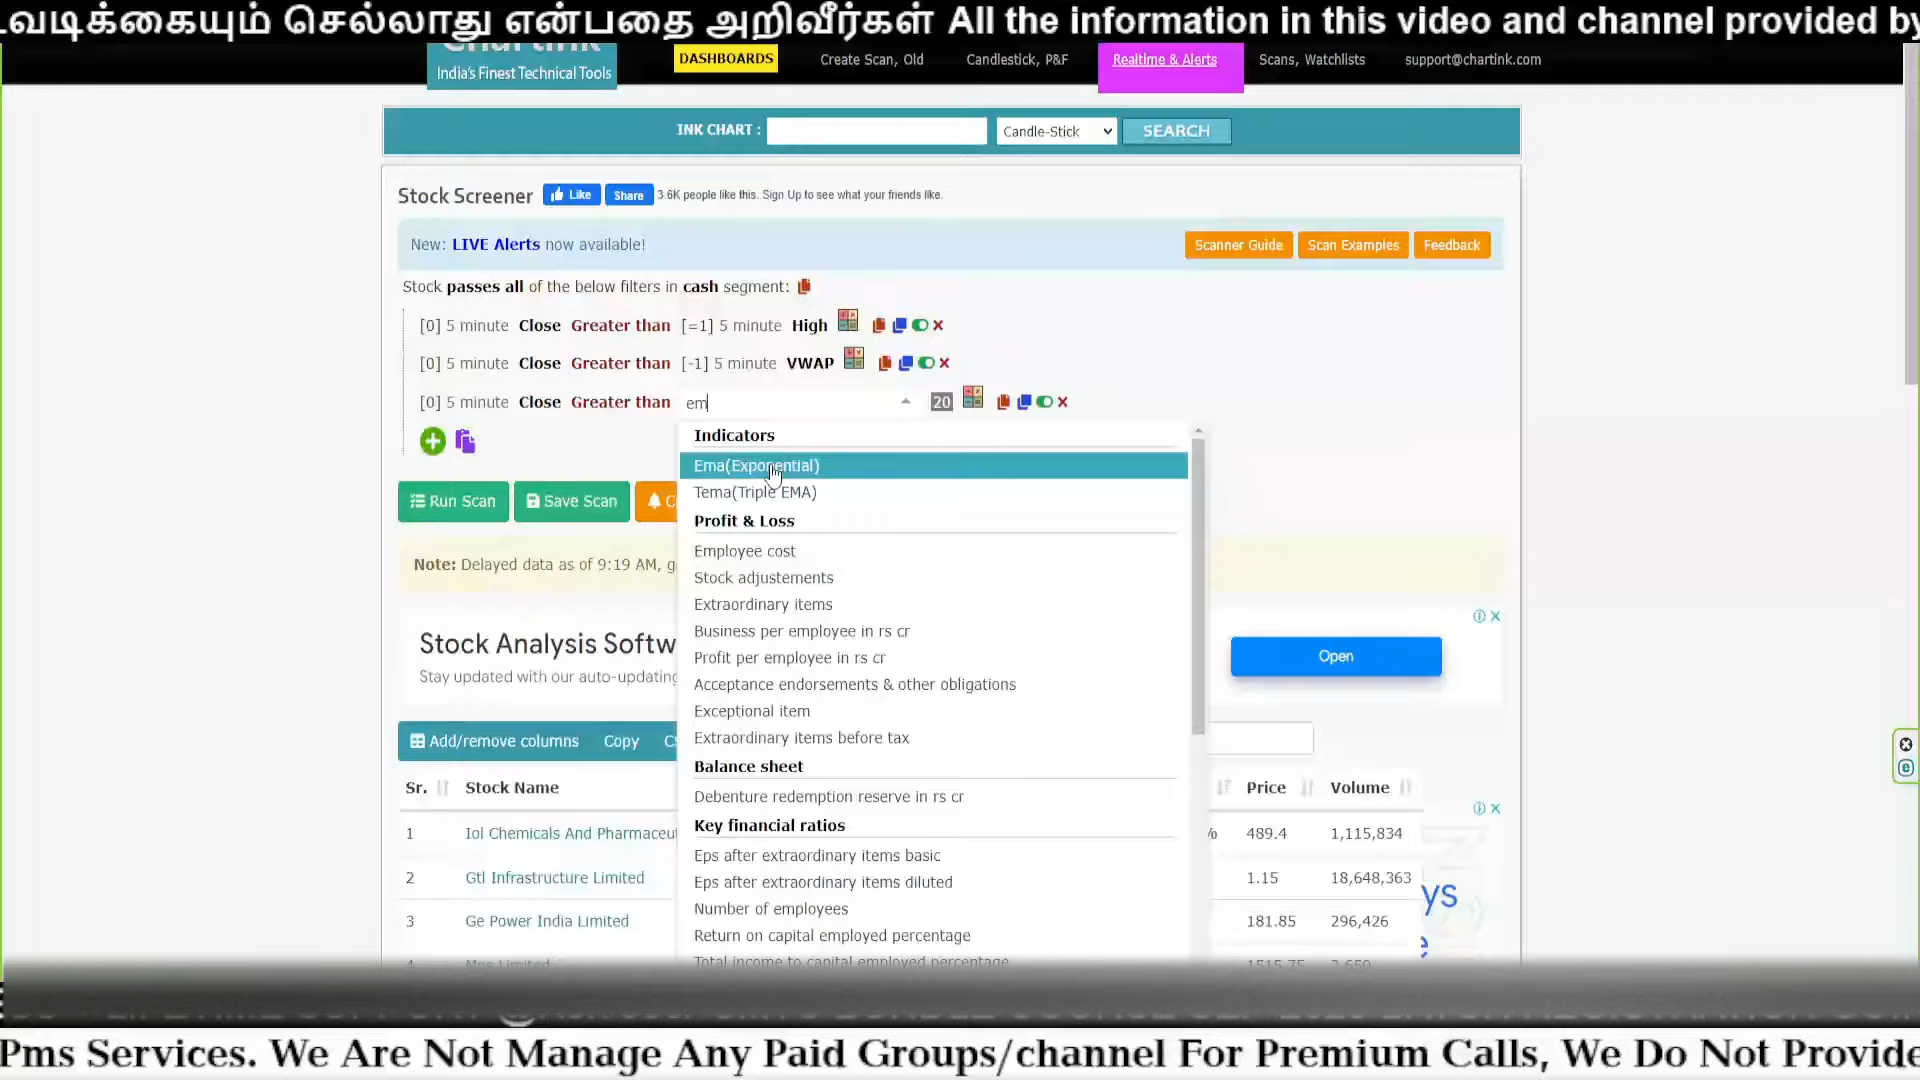 செல்லாது என்பதை அறிவீர்கள் All the information in this video and channel provided by
Chartink
India's Finest Technical Tools
DASHBOARDS
Create Scan, Old
Candlestick, P&F
Realtime & Alerts
Scans, Watchlists
support@chartink.com
INK CHART :
Candle-Stick
SEARCH
Stock Screener
Like
Share
3.6K people like this. Sign Up to see what your friends like.
New: LIVE Alerts now available!
Scanner Guide
Scan Examples
Feedback
Stock passes all of the below filters in cash segment:
[0] 5 minute Close Greater than [=1] 5 minute High
[0] 5 minute Close Greater than [-1] 5 minute VWAP
[0] 5 minute Close Greater than em 20
Indicators
Ema(Exponential)
Tema(Triple EMA)
Profit & Loss
Employee cost
Stock adjustements
Extraordinary items
Business per employee in rs cr
Profit per employee in rs cr
Acceptance endorsements & other obligations
Exceptional item
Extraordinary items before tax
Balance sheet
Debenture redemption reserve in rs cr
Key financial ratios
Eps after extraordinary items basic
Eps after extraordinary items diluted
Number of employees
Return on capital employed percentage
Total income to capital employed percentage
Run Scan
Save Scan
Note: Delayed data as of 9:19 AM,
Stock Analysis Softw
Stay updated with our auto-updating
Open
Add/remove columns
Copy
Sr.
Stock Name
Price
Volume
1 Iol Chemicals And Pharmaceut % 489.4 1,115,834
2 Gtl Infrastructure Limited 1.15 18,648,363
3 Ge Power India Limited 181.85 296,426
ys
Pms Services. We Are Not Manage Any Paid Groups/channel For Premium Calls, We Do Not Provide